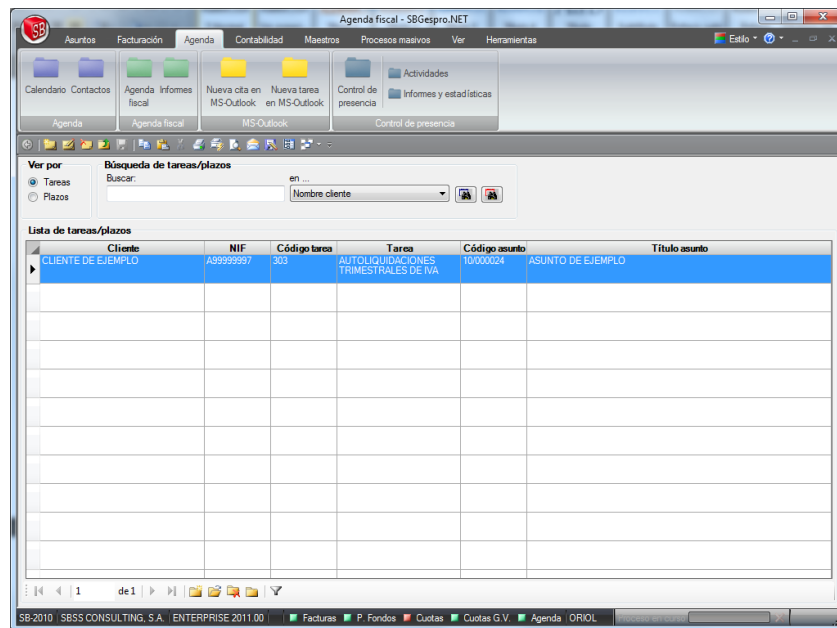 Agenda fiscal - SBGespro.NET
SB
Asuntos Facturación Agenda Contabilidad Maestros Procesos masivos Ver Herramientas Estilo
Calendario Contactos
Agenda fiscal Informes
Nueva cita en MS-Outlook Nueva tarea en MS-Outlook
Control de presencia
Actividades
Informes y estadísticas
Agenda Agenda fiscal MS-Outlook Control de presencia
Ver por
Tareas
Plazos
Búsqueda de tareas/plazos
Buscar: en ...
Nombre cliente
Lista de tareas/plazos
Cliente NIF Código tarea Tarea Código asunto Título asunto
CLIENTE DE EJEMPLO A99999997 303 AUTOLIQUIDACIONES 10/000024 ASUNTO DE EJEMPLO
TRIMESTRALES DE IVA
1 de 1
SB-2010 SBSS CONSULTING, S.A. ENTERPRISE 2011.00 Facturas P. Fondos Cuotas Cuotas G.V. Agenda ORIOL Proceso en curso